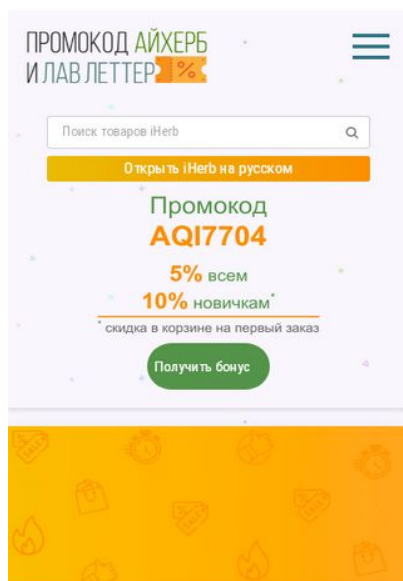 ПРОМОКОД АЙХЕРБ
И ЛАВ ЛЕТТЕР %
Поиск товаров iHerb
Открыть iHerb на русском
Промокод
AQI7704
5% всем
10% новичкам*
* скидка в корзине на первый заказ
Получить бонус